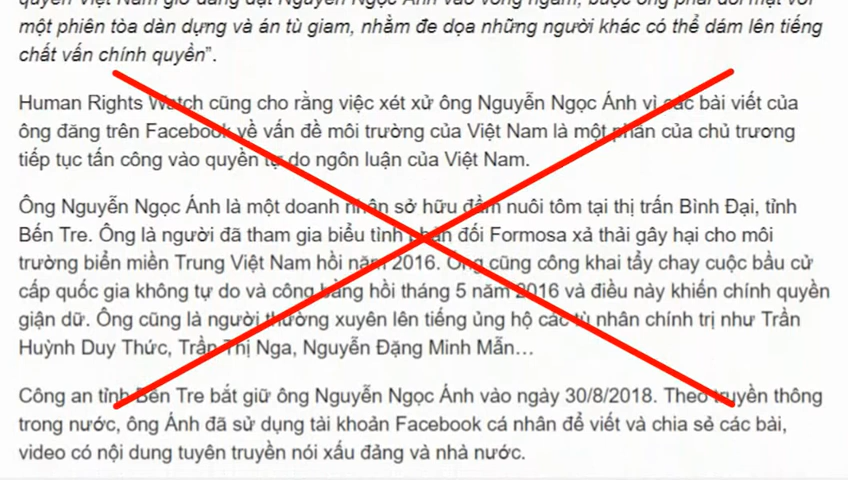 quyền Việt Nam giờ đang đặt Nguyễn Ngọc Ánh vào vòng ngắm, buộc ông phải đối mặt với
một phiên tòa dàn dựng và án tù giam, nhằm đe dọa những người khác có thể dám lên tiếng
chất vấn chính quyền”.
Human Rights Watch cũng cho rằng việc xét xử ông Nguyễn Ngọc Ánh vì các bài viết của
ông đăng trên Facebook về vấn đề môi trường của Việt Nam là một phần của chủ trương
tiếp tục tấn công vào quyền tự do ngôn luận của Việt Nam.
Ông Nguyễn Ngọc Ánh là một doanh nhân sở hữu đầm nuôi tôm tại thị trấn Bình Đại, tỉnh
Bến Tre. Ông là người đã tham gia biểu tình phản đối Formosa xả thải gây hại cho môi
trường biển miền Trung Việt Nam hồi năm 2016. Ông cũng công khai tẩy chay cuộc bầu cử
cấp quốc gia không tự do và công bằng hồi tháng 5 năm 2016 và điều này khiến chính quyền
giận dữ. Ông cũng là người thường xuyên lên tiếng ủng hộ các tù nhân chính trị như Trần
Huỳnh Duy Thức, Trần Thị Nga, Nguyễn Đặng Minh Mẫn…
Công an tỉnh Bến Tre bắt giữ ông Nguyễn Ngọc Ánh vào ngày 30/8/2018. Theo truyền thông
trong nước, ông Ánh đã sử dụng tài khoản Facebook cá nhân để viết và chia sẻ các bài,
video có nội dung tuyên truyền nói xấu đảng và nhà nước.